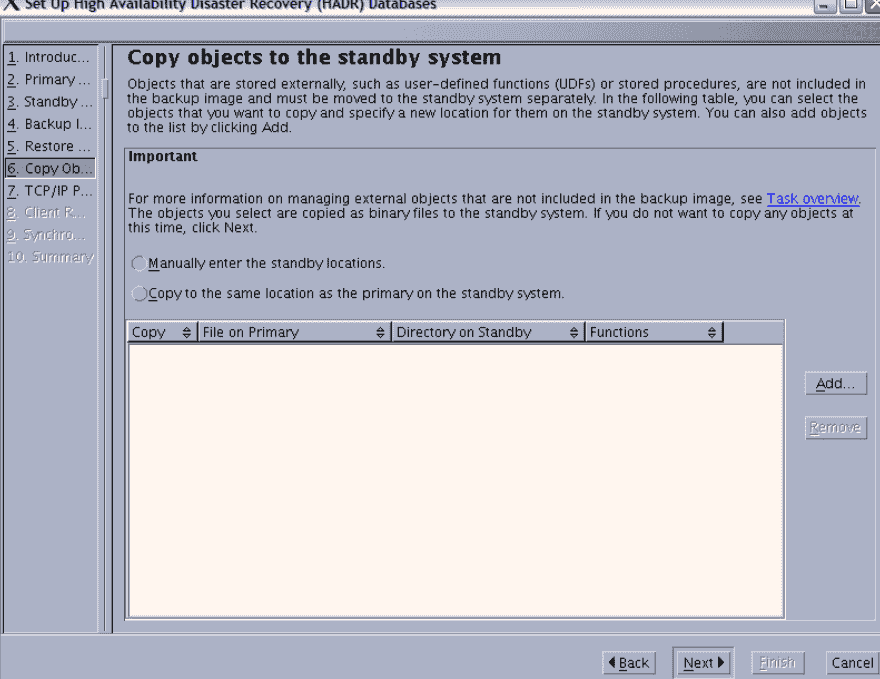 Set Up High Availability Disaster Recovery (HADR) Databases
1. Introduc...
2. Primary ...
3. Standby ...
4. Backup I...
5. Restore ...
6. Copy Ob...
7. TCP/IP P...
8. Client R...
9. Synchro...
10. Summary
Copy objects to the standby system
Objects that are stored externally, such as user-defined functions (UDFs) or stored procedures, are not included in
the backup image and must be moved to the standby system separately. In the following table, you can select the
objects that you want to copy and specify a new location for them on the standby system. You can also add objects
to the list by clicking Add.
Important
For more information on managing external objects that are not included in the backup image, see Task overview.
The objects you select are copied as binary files to the standby system. If you do not want to copy any objects at
this time, click Next.
Manually enter the standby locations.
Copy to the same location as the primary on the standby system.
Copy File on Primary Directory on Standby Functions
Add...
Remove
Back Next Finish Cancel